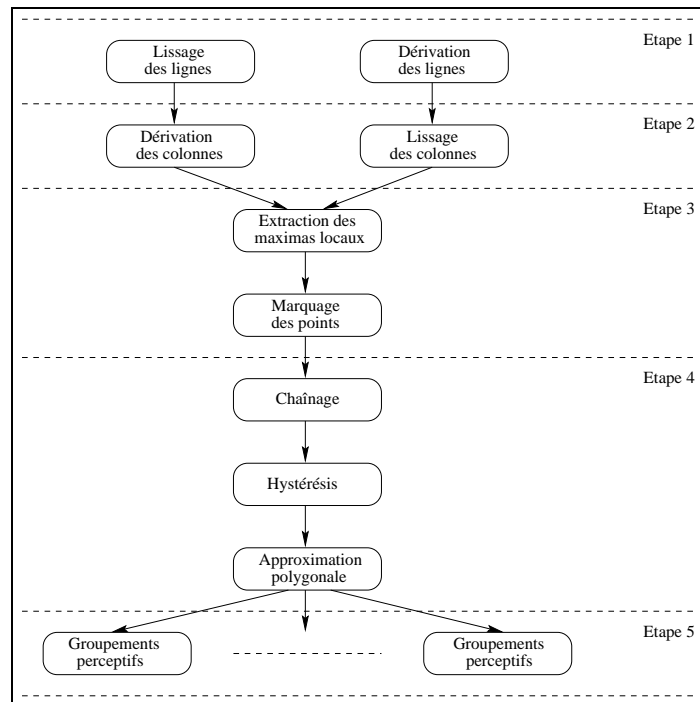 Etape 1
Lissage
des lignes
Dérivation
des lignes
Etape 2
Dérivation
des colonnes
Lissage
des colonnes
Etape 3
Extraction des
maximas locaux
Marquage
des points
Etape 4
Chaînage
Hystérésis
Approximation
polygonale
Etape 5
Groupements
perceptifs
Groupements
perceptifs